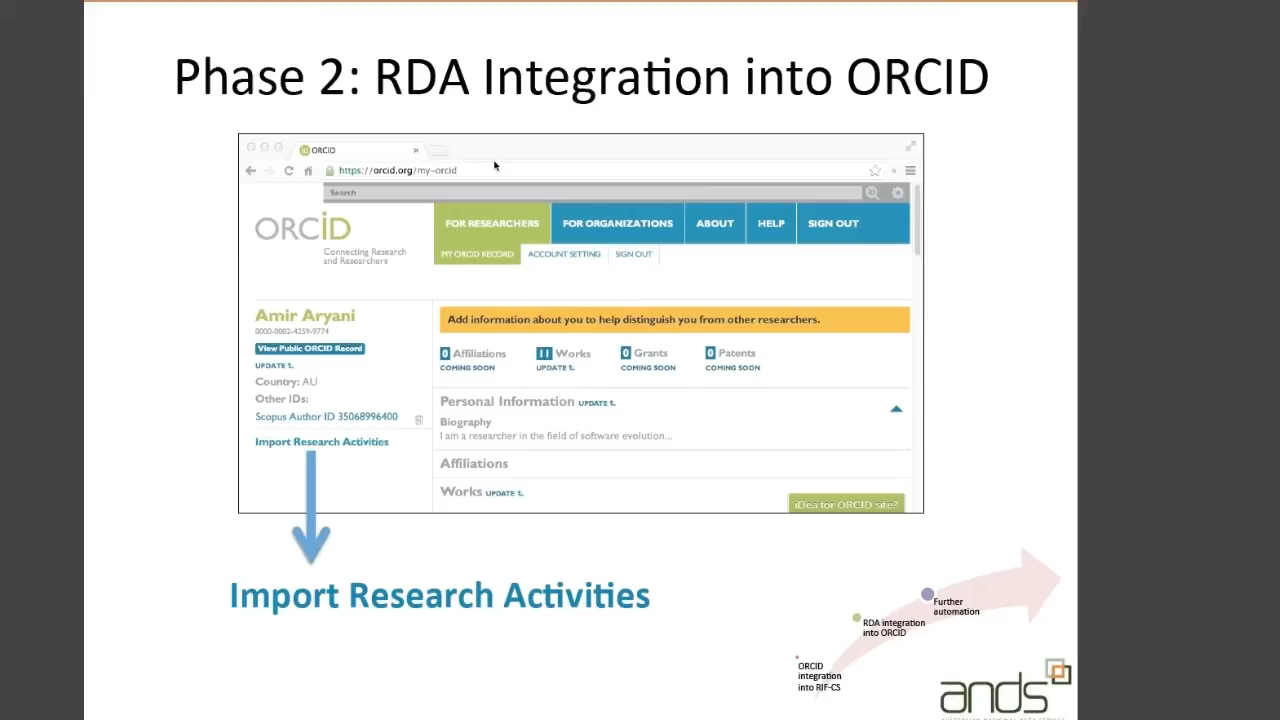 Phase 2: RDA Integration into ORCID
ORCID
https://orcid.org/my-orcid
Search
ORCiD
Connecting Research
and Researchers
FOR RESEARCHERS FOR ORGANIZATIONS ABOUT HELP SIGN OUT
MY ORCID RECORD ACCOUNT SETTING SIGN OUT
Amir Aryani
0000-0002-4259-9774
View Public ORCID Record
UPDATE
Country: AU
Other IDs:
Scopus Author ID 35068996400
Import Research Activities
Add information about you to help distinguish you from other researchers.
0 Affiliations 11 Works 0 Grants 0 Patents
COMING SOON UPDATE COMING SOON COMING SOON
Personal Information UPDATE
Biography
I am a researcher in the field of software evolution...
Affiliations
Works UPDATE
iDea for ORCID site?
Import Research Activities
Further
automation
RDA integration
into ORCID
ORCID
integration
into RIF-CS
ands